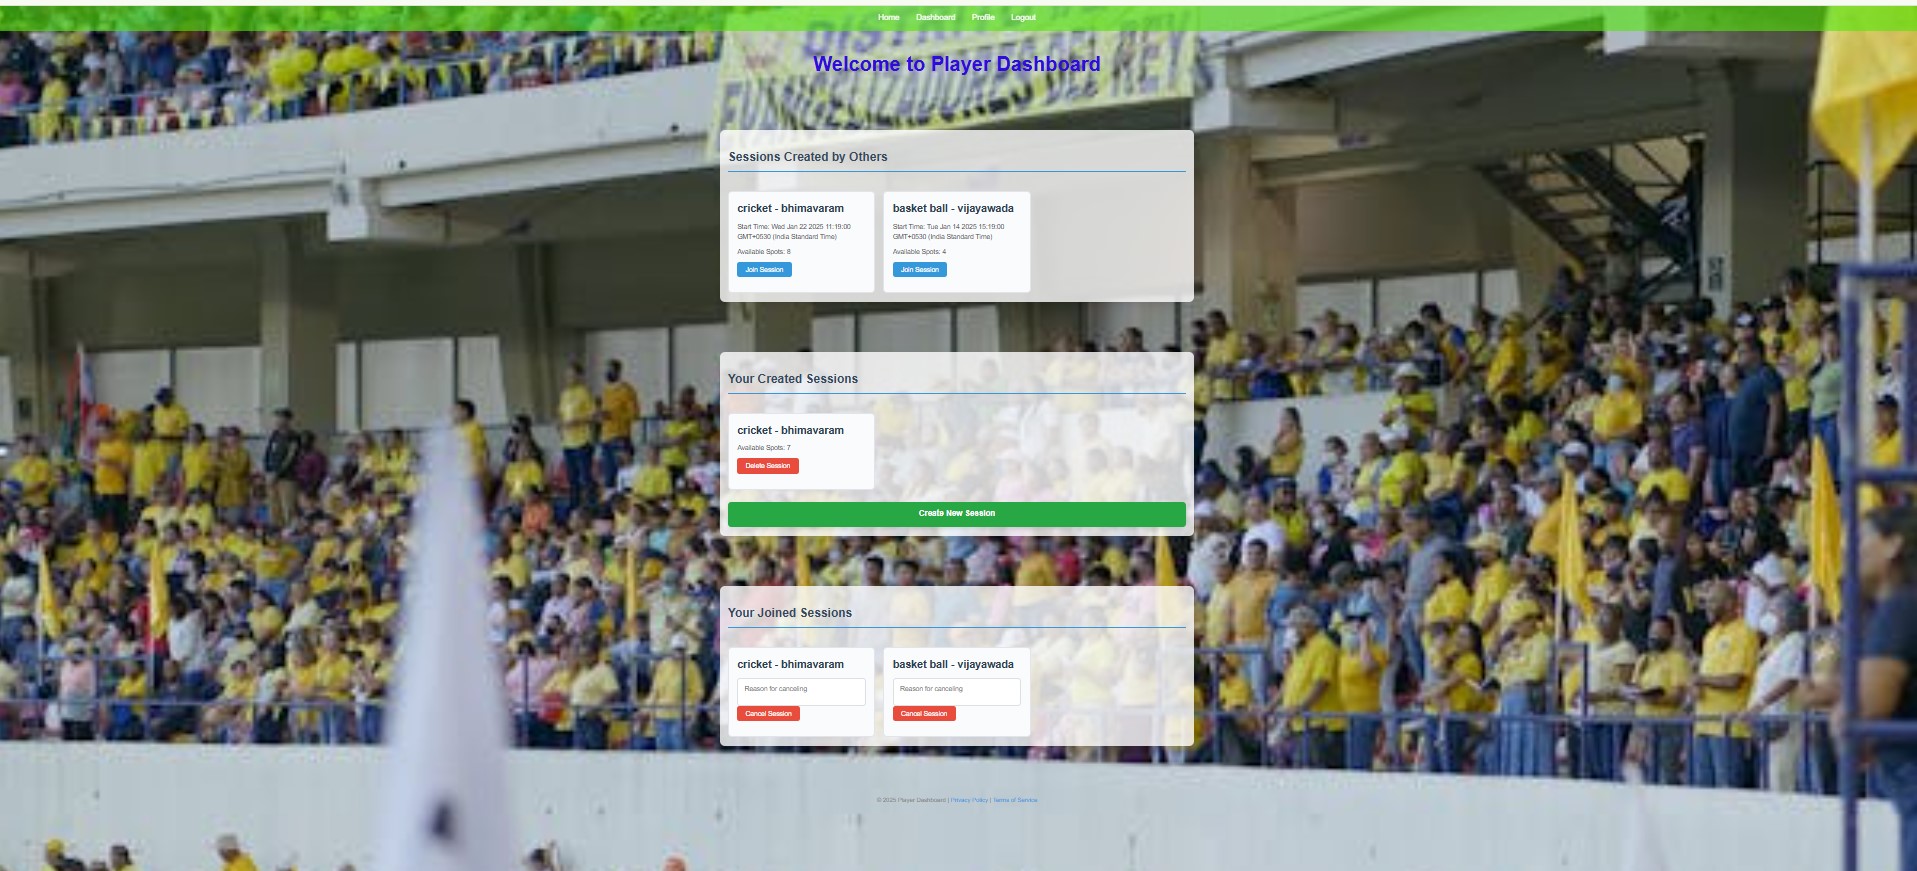 Home Dashboard Profile Logout
DISTRI
EVANGELIZADORES DEL REY
Welcome to Player Dashboard
Sessions Created by Others
cricket - bhimavaram
Start Time: Wed Jan 22 2025 11:19:00
GMT+0530 (India Standard Time)
Available Spots: 8
Join Session
basket ball - vijayawada
Start Time: Tue Jan 14 2025 15:19:00
GMT+0530 (India Standard Time)
Available Spots: 4
Join Session
Your Created Sessions
cricket - bhimavaram
Available Spots: 7
Delete Session
Create New Session
Your Joined Sessions
cricket - bhimavaram
Reason for canceling
Cancel Session
basket ball - vijayawada
Reason for canceling
Cancel Session
© 2025 Player Dashboard | Privacy Policy | Terms of Service